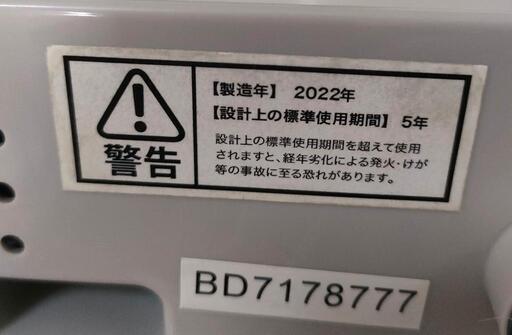 警告
【製造年】 2022年
【設計上の標準使用期間】 5年
設計上の標準使用期間を超えて使用
されますと、経年劣化による発火・けが
等の事故に至る恐れがあります。
BD7178777